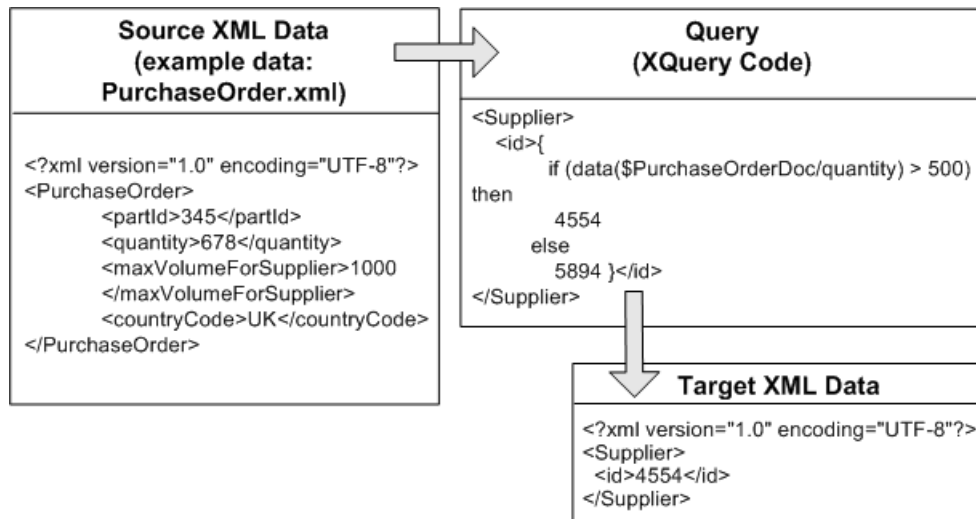 Source XML Data
(example data:
PurchaseOrder.xml)
<?xml version="1.0" encoding="UTF-8"?>
<PurchaseOrder>
<partId>345</partId>
<quantity>678</quantity>
<maxVolumeForSupplier>1000
</maxVolumeForSupplier>
<countryCode>UK</countryCode>
</PurchaseOrder>
Query
(XQuery Code)
<Supplier>
<id>{
if (data($PurchaseOrderDoc/quantity) > 500)
then
4554
else
5894 }</id>
</Supplier>
Target XML Data
<?xml version="1.0" encoding="UTF-8"?>
<Supplier>
<id>4554</id>
</Supplier>